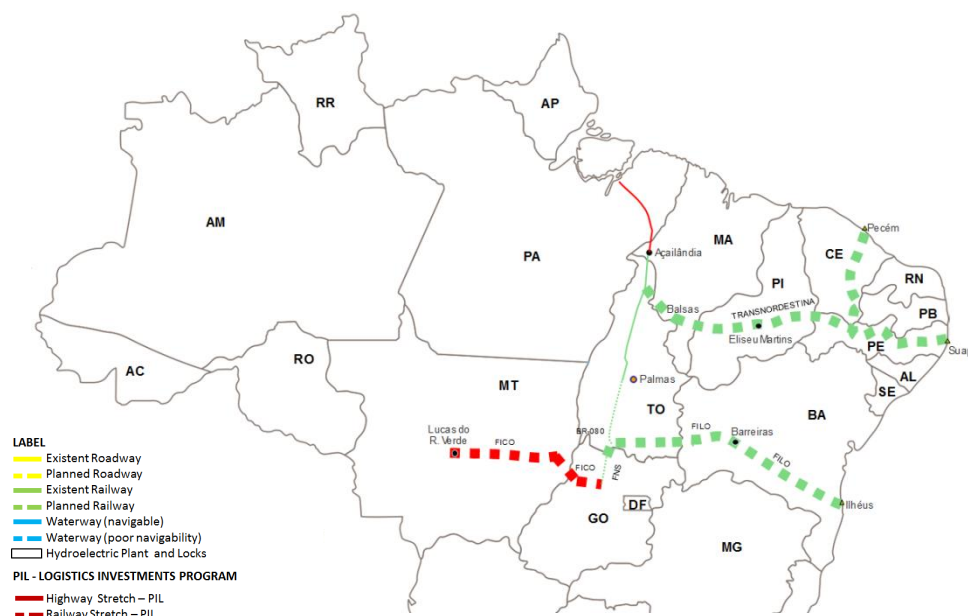 RR
AP
AM
PA
MA
Açailândia
CE
Pecém
RN
PI
TRANSNORDESTINA
Balsas
Eliseu Martins
PB
PE
AC
RO
MT
Palmas
TO
AL
SE
BA
Lucas do
R. Verde
FICO
BR-080
FILO
Barreiras
FICO
FNS
FILO
Ilhéus
DF
GO
MG
LABEL
Existent Roadway
Planned Roadway
Existent Railway
Planned Railway
Waterway (navigable)
Waterway (poor navigability)
Hydroelectric Plant and Locks
PIL - LOGISTICS INVESTMENTS PROGRAM
Highway Stretch – PIL
Railway Stretch – PIL